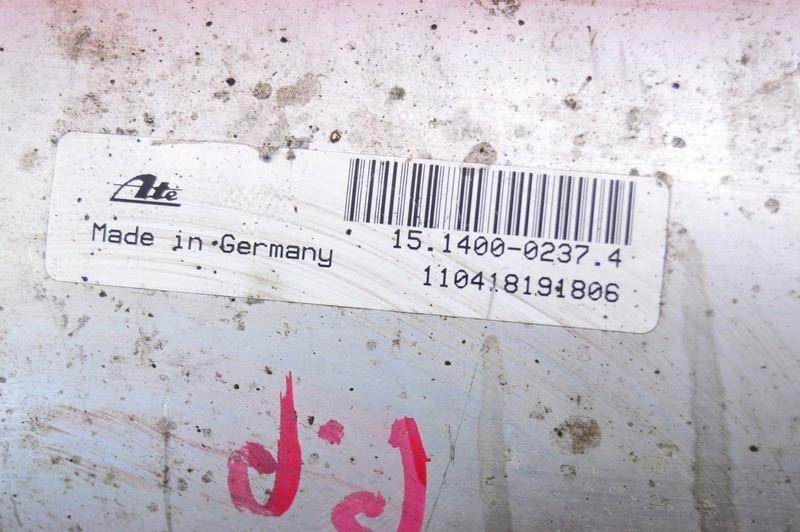 Ate
Made in Germany
15.1400-0237.4
110418191806